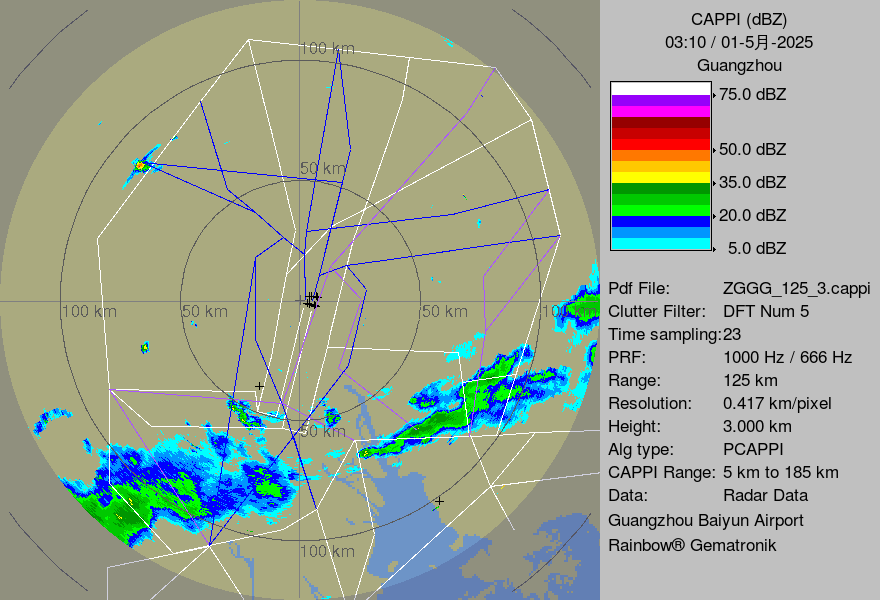 100 km
50 km
100 km
50 km
50 km
100 km
50 km
100 km
CAPPI (dBZ)
03:10 / 01-5月-2025
Guangzhou
75.0 dBZ
50.0 dBZ
35.0 dBZ
20.0 dBZ
5.0 dBZ
Pdf File: ZGGG_125_3.cappi
Clutter Filter: DFT Num 5
Time sampling:23
PRF: 1000 Hz / 666 Hz
Range: 125 km
Resolution: 0.417 km/pixel
Height: 3.000 km
Alg type: PCAPPI
CAPPI Range: 5 km to 185 km
Data: Radar Data
Guangzhou Baiyun Airport
Rainbow® Gematronik